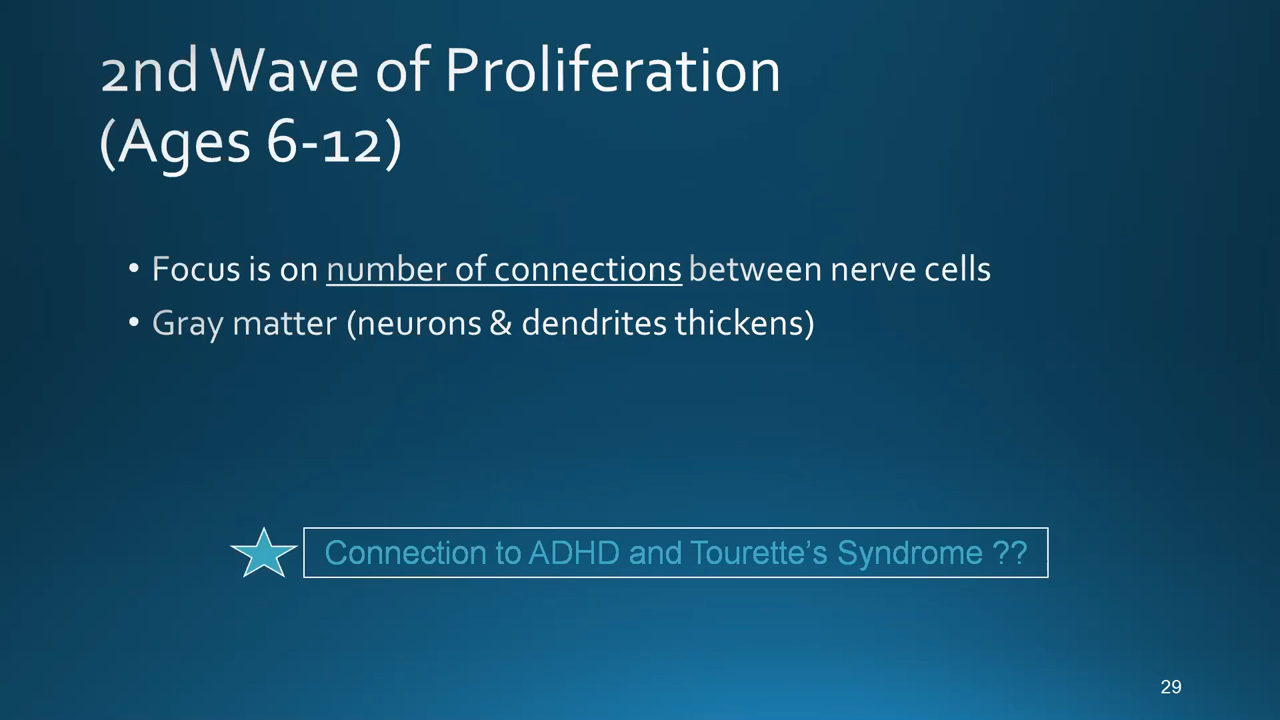 2nd Wave of Proliferation
(Ages 6-12)
• Focus is on number of connections between nerve cells
• Gray matter (neurons & dendrites thickens)
Connection to ADHD and Tourette’s Syndrome ??
29